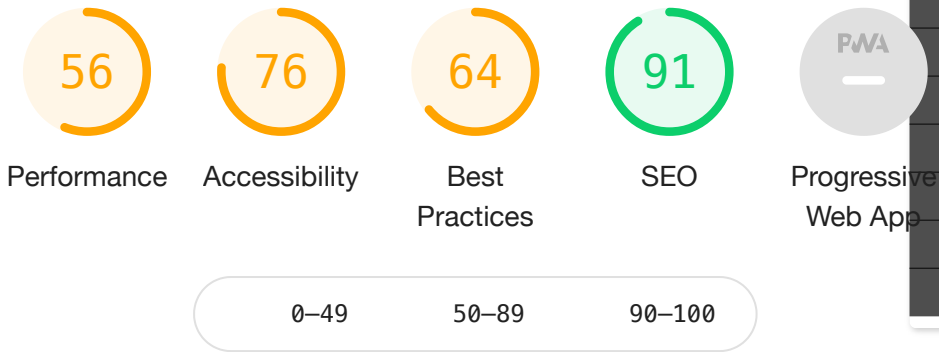 56 76 64 91 PWA
Performance Accessibility Best SEO Progressive
Practices Web App
0–49 50–89 90–100